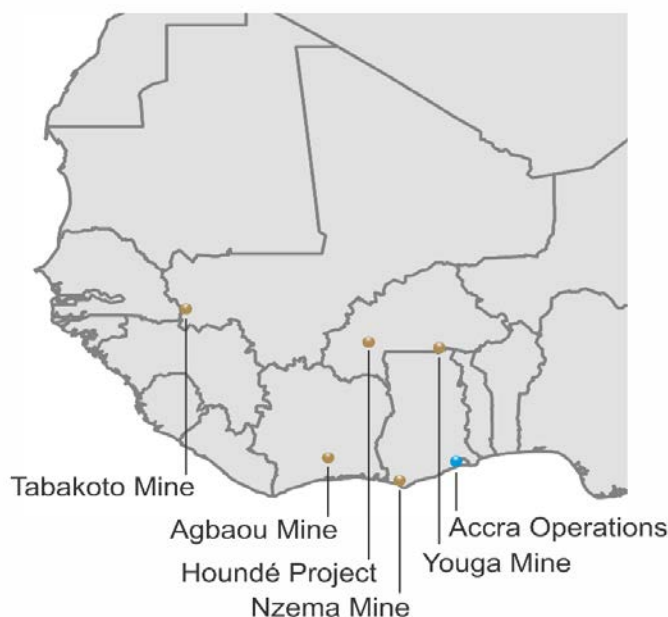 Tabakoto Mine
Agbaou Mine
Accra Operations
Houndé Project
Youga Mine
Nzema Mine